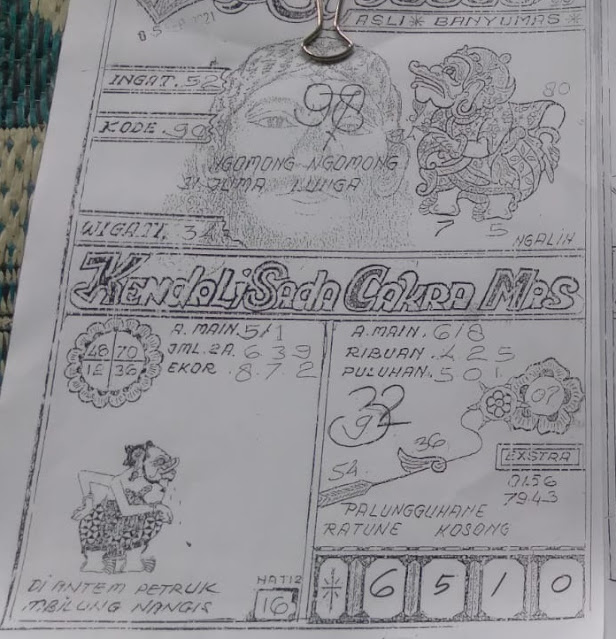 ASLI * BANYUMAS *
INGAT. 52
98
80
KODE. 99
NGOMONG NGOMONG
SI JUMA LUNGA
WIGATI. 34
7 5
NGALIH
KENDALI SADA CAKRA MAS
A. MAIN. 5/1
JML. 2A. 6 3 9
EKOR. 8. 7. 2
48 70
12 36
A. MAIN. 6/8
RIBUAN. 4 2 5
PULUHAN. 5 0 1
32
07
36
54.
EXSTRA
0156
7943
PALUNGGUHANE
RATUNE KOSONG
DI ANTEM PETRUK
MBILUNG NANGIS
HATI2
16
* 6 5 1 0